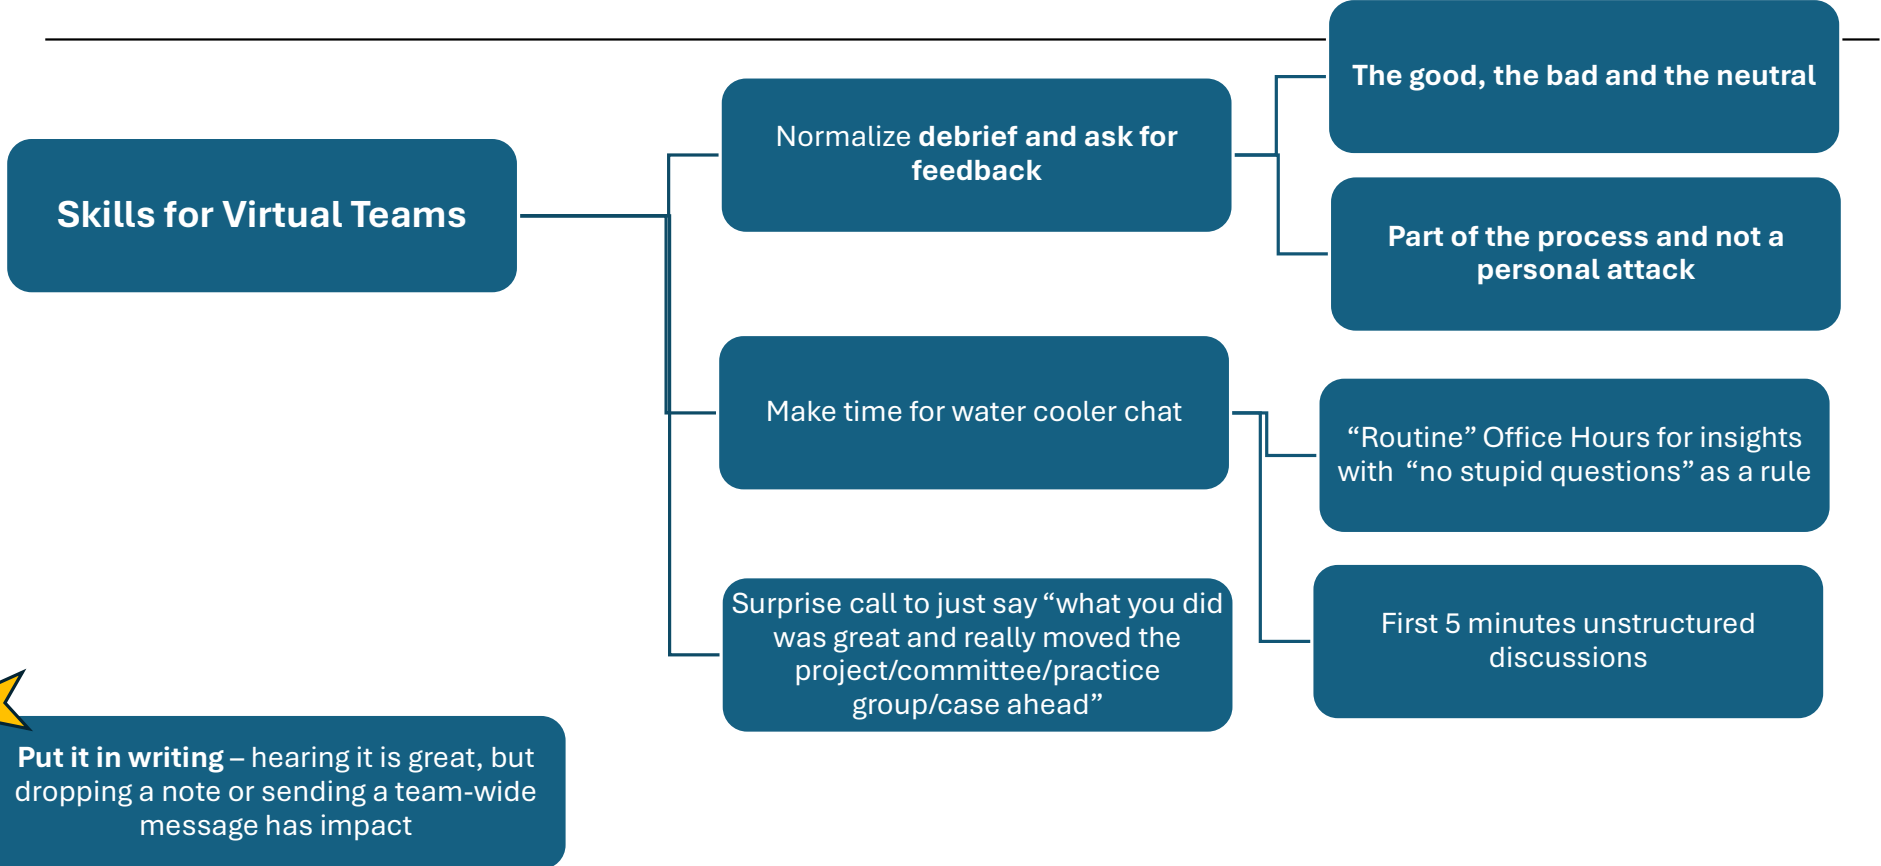 Skills for Virtual Teams
Normalize debrief and ask for
feedback
The good, the bad and the neutral
Part of the process and not a
personal attack
Make time for water cooler chat
“Routine” Office Hours for insights
with “no stupid questions” as a rule
First 5 minutes unstructured
discussions
Surprise call to just say “what you did
was great and really moved the
project/committee/practice
group/case ahead”
Put it in writing – hearing it is great, but
dropping a note or sending a team-wide
message has impact